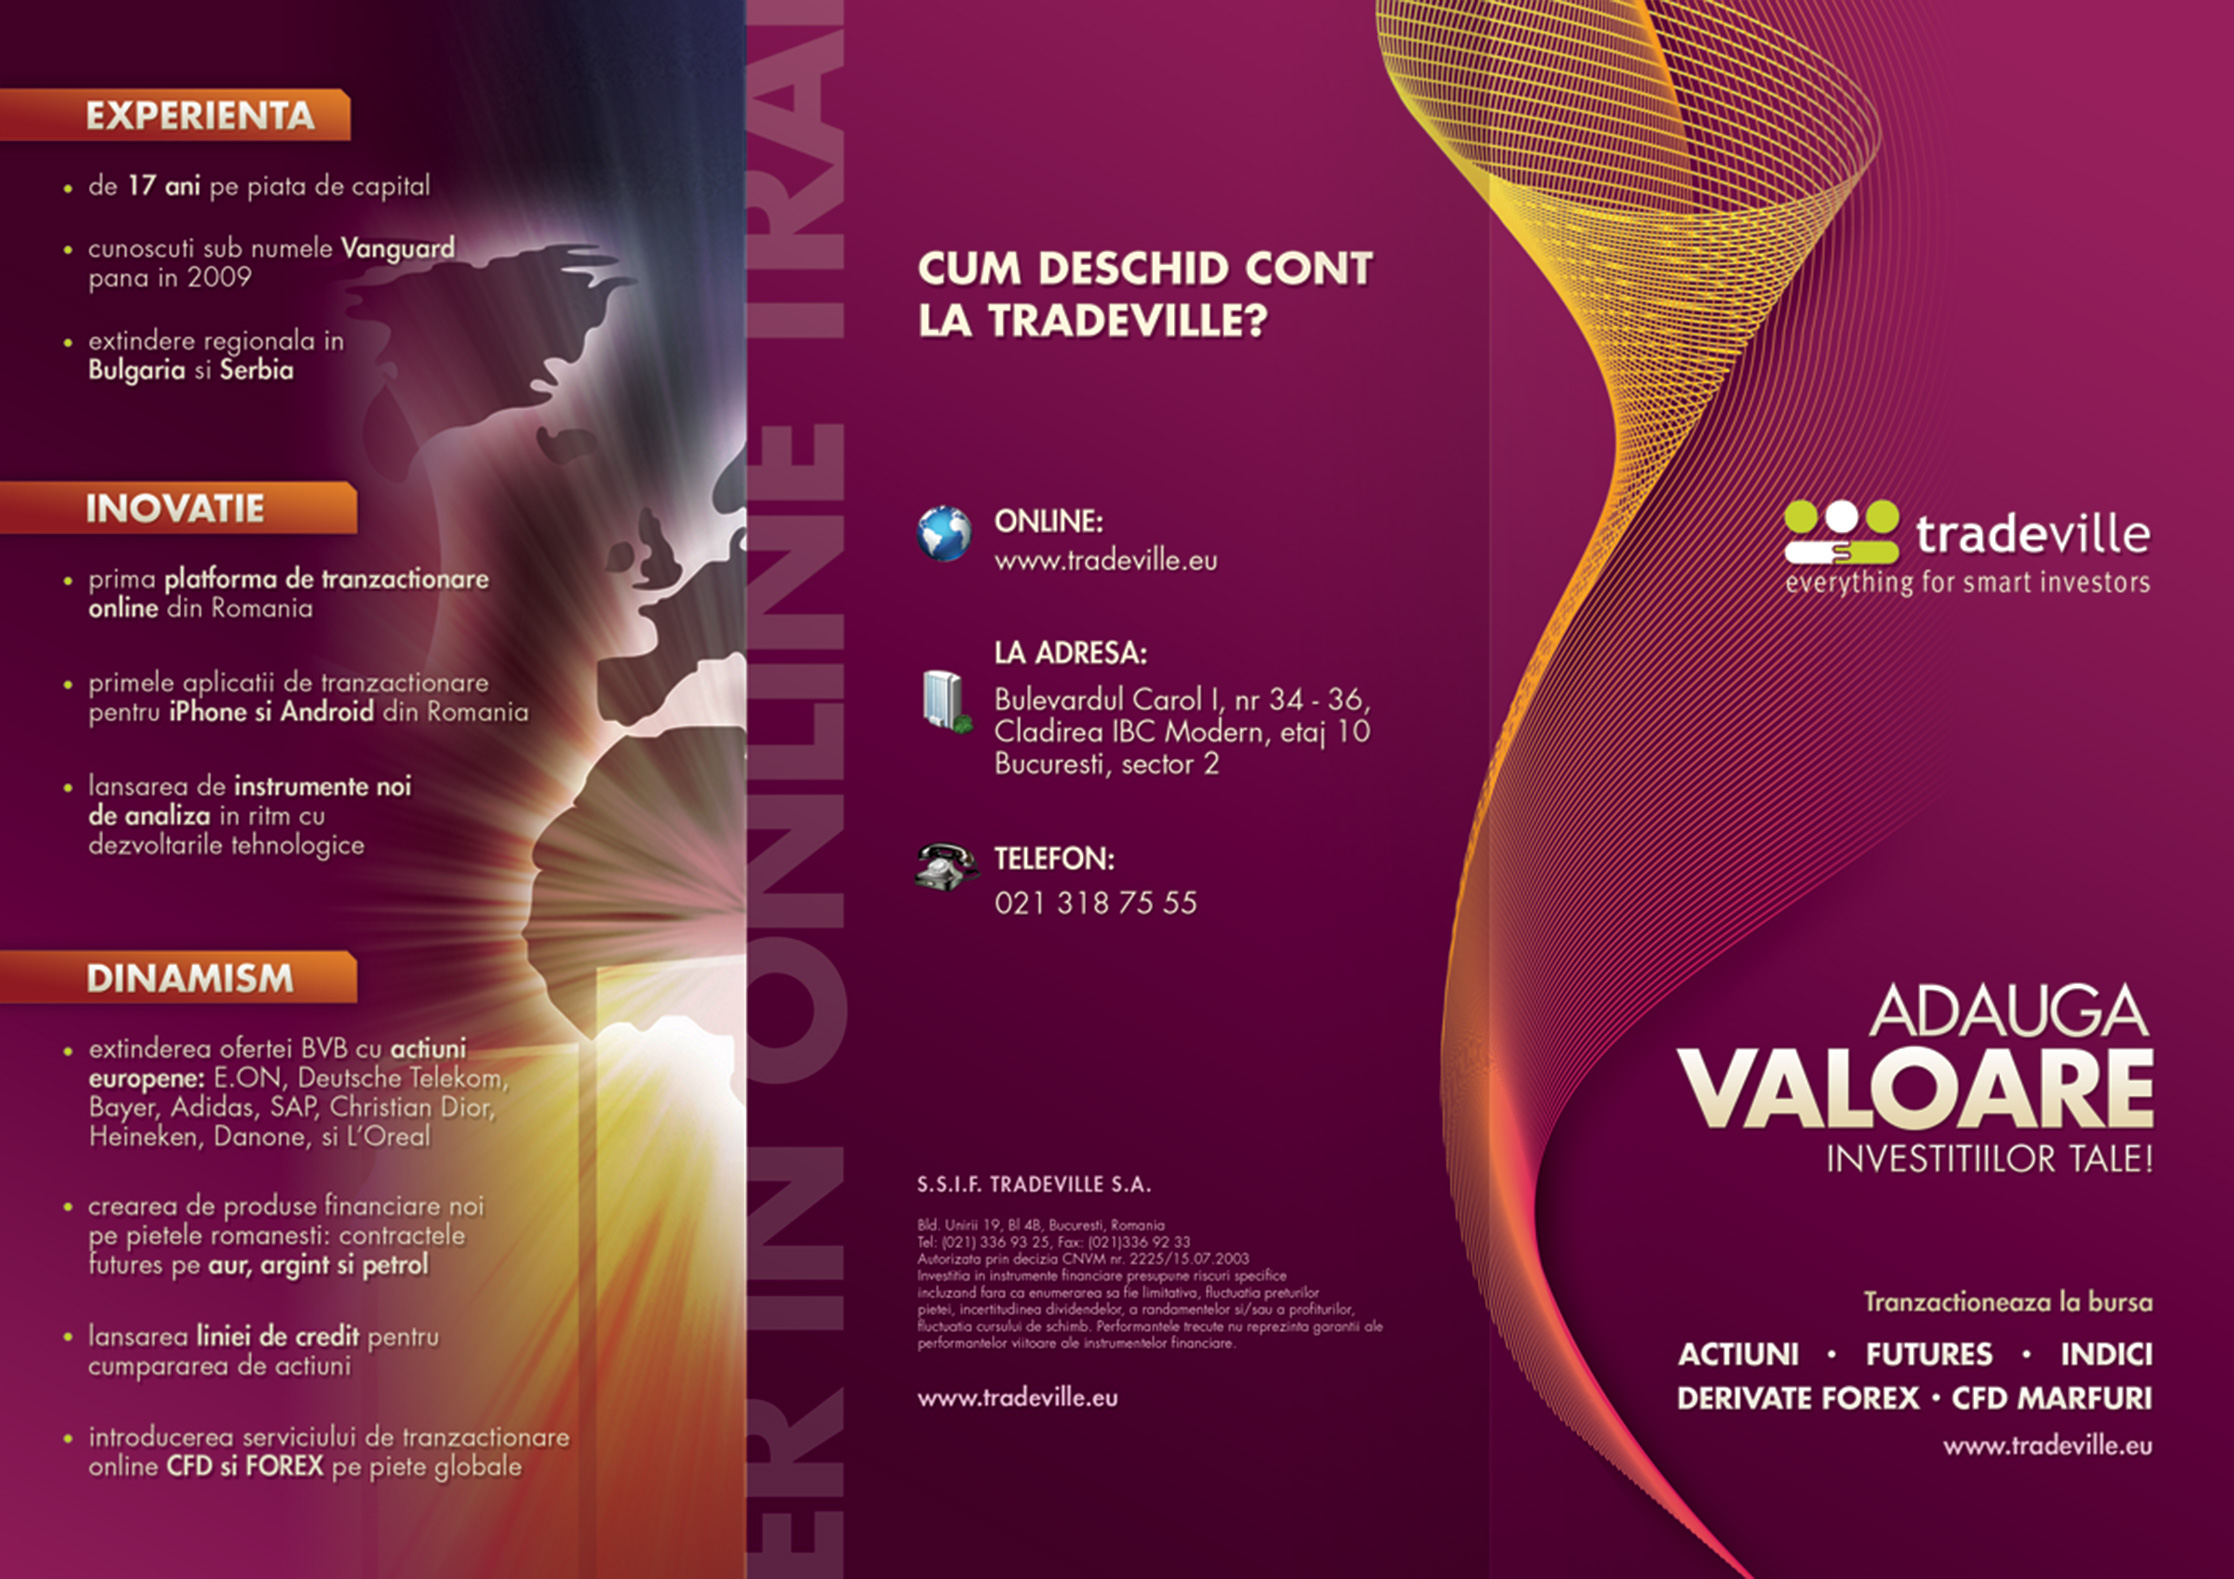 EXPERIENTA
• de 17 ani pe piata de capital
• cunoscuti sub numele Vanguard
pana in 2009
• extindere regionala in
Bulgaria si Serbia
INOVATIE
• prima platforma de tranzactionare
online din Romania
• primele aplicatii de tranzactionare
pentru iPhone si Android din Romania
• lansarea de instrumente noi
de analiza in ritm cu
dezvoltarile tehnologice
DINAMISM
• extinderea ofertei BVB cu actiuni
europene: E.ON, Deutsche Telekom,
Bayer, Adidas, SAP, Christian Dior,
Heineken, Danone, si L'Oreal
• crearea de produse financiare noi
pe pietele romanesti: contractele
futures pe aur, argint si petrol
• lansarea liniei de credit pentru
cumpararea de actiuni
• introducerea serviciului de tranzactionare
online CFD si FOREX pe piete globale
ER IN ONLINE TRA
CUM DESCHID CONT
LA TRADEVILLE?
ONLINE:
www.tradeville.eu
LA ADRESA:
Bulevardul Carol I, nr 34 - 36,
Cladirea IBC Modern, etaj 10
Bucuresti, sector 2
TELEFON:
021 318 75 55
S.S.I.F. TRADEVILLE S.A.
Bld. Unirii 19, Bl 4B, Bucuresti, Romania
Tel: (021) 336 93 25, Fax: (021)336 92 33
Autorizata prin decizia CNVM nr. 2225/15.07.2003
Investitia in instrumente financiare presupune riscuri specifice
incluzand fara ca enumerarea sa fie limitativa, fluctuatia preturilor
pietei, incertitudinea dividendelor, a randamentelor si/sau a profiturilor,
fluctuatia cursului de schimb. Performantele trecute nu reprezinta garantii ale
performantelor viitoare ale instrumentelor financiare.
www.tradeville.eu
tradeville
everything for smart investors
ADAUGA
VALOARE
INVESTITIILOR TALE!
Tranzactioneaza la bursa
ACTIUNI • FUTURES • INDICI
DERIVATE FOREX • CFD MARFURI
www.tradeville.eu